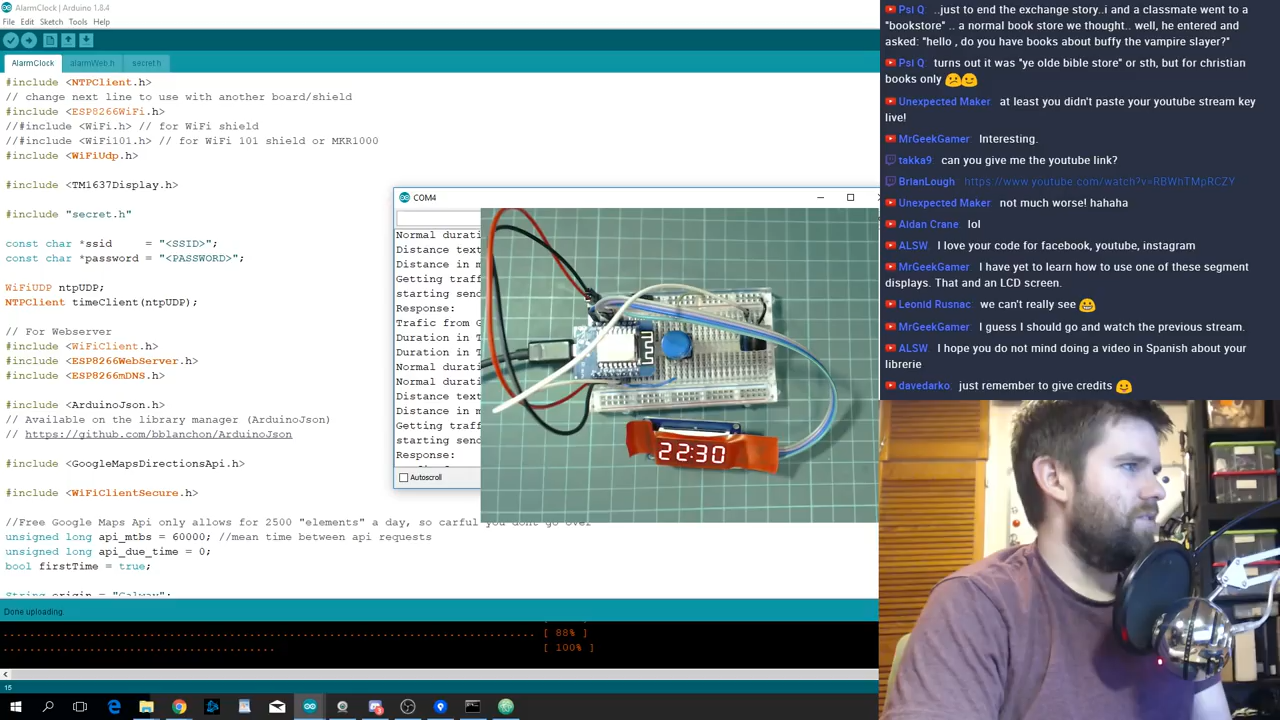 AlarmClock | Arduino 1.8.4
File Edit Sketch Tools Help
AlarmClock alarmWeb.h secret.h
#include <NTPClient.h>
// change next line to use with another board/shield
#include <ESP8266WiFi.h>
//#include <WiFi.h> // for WiFi shield
//#include <WiFi101.h> // for WiFi 101 shield or MKR1000
#include <WiFiUdp.h>
#include <TM1637Display.h>
#include "secret.h"
const char *ssid     = "<SSID>";
const char *password = "<PASSWORD>";
WiFiUDP ntpUDP;
NTPClient timeClient(ntpUDP);
// For Webserver
#include <WiFiClient.h>
#include <ESP8266WebServer.h>
#include <ESP8266mDNS.h>
#include <ArduinoJson.h>
// Available on the library manager (ArduinoJson)
// https://github.com/bblanchon/ArduinoJson
#include <GoogleMapsDirectionsApi.h>
#include <WiFiClientSecure.h>
//Free Google Maps Api only allows for 2500 "elements" a day, so carful you dont go over
unsigned long api_mtbs = 60000; //mean time between api requests
unsigned long api_due_time = 0;
bool firstTime = true;
String origin = "Galway";
Done uploading.
[ 88% ]
[ 100% ]
15
COM4
Normal durati
Distance text
Distance in m
Getting traff
starting send
Response:
Trafic from G
Duration in T
Duration in T
Normal durati
Normal durati
Distance text
Distance in m
Getting traff
starting send
Response:
Autoscroll
22:30
Psi Q ..just to end the exchange story..i and a classmate went to a
"bookstore" .. a normal book store we thought.. well, he entered and
asked: "hello , do you have books about buffy the vampire slayer?"
Psi Q turns out it was "ye olde bible store" or sth, but for christian
books only
Unexpected Maker at least you didn't paste your youtube stream key
live!
MrGeekGamer Interesting.
takka9 can you give me the youtube link?
BrianLough https://www.youtube.com/watch?v=RBWhTMpRCZY
Unexpected Maker not much worse! hahaha
Aidan Crane lol
ALSW I love your code for facebook, youtube, instagram
MrGeekGamer I have yet to learn how to use one of these segment
displays. That and an LCD screen.
Leonid Rusnac we can't really see
MrGeekGamer I guess I should go and watch the previous stream.
ALSW I hope you do not mind doing a video in Spanish about your
librerie
davedarko just remember to give credits